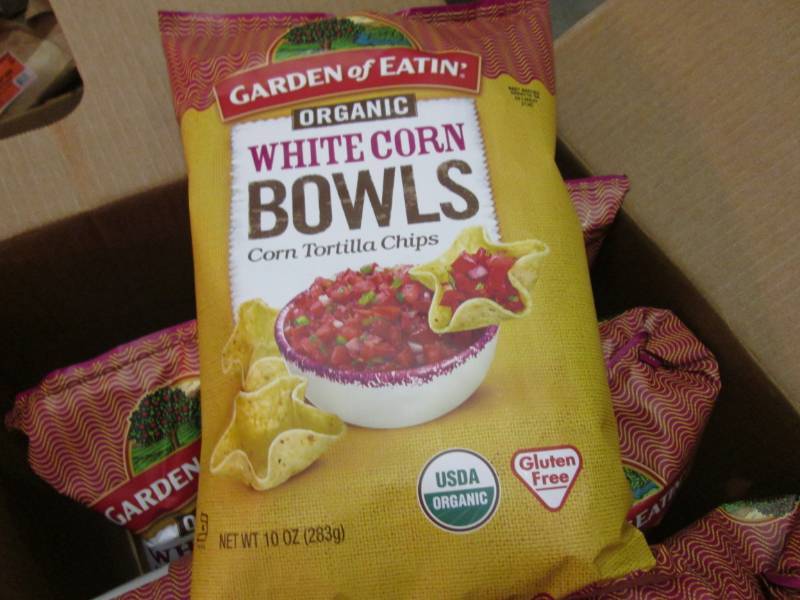 GARDEN of EATIN'®
ORGANIC
WHITE CORN
BOWLS
Corn Tortilla Chips
USDA
ORGANIC
Gluten
Free
NET WT 10 OZ (283g)
GARDEN
WH
EATIN